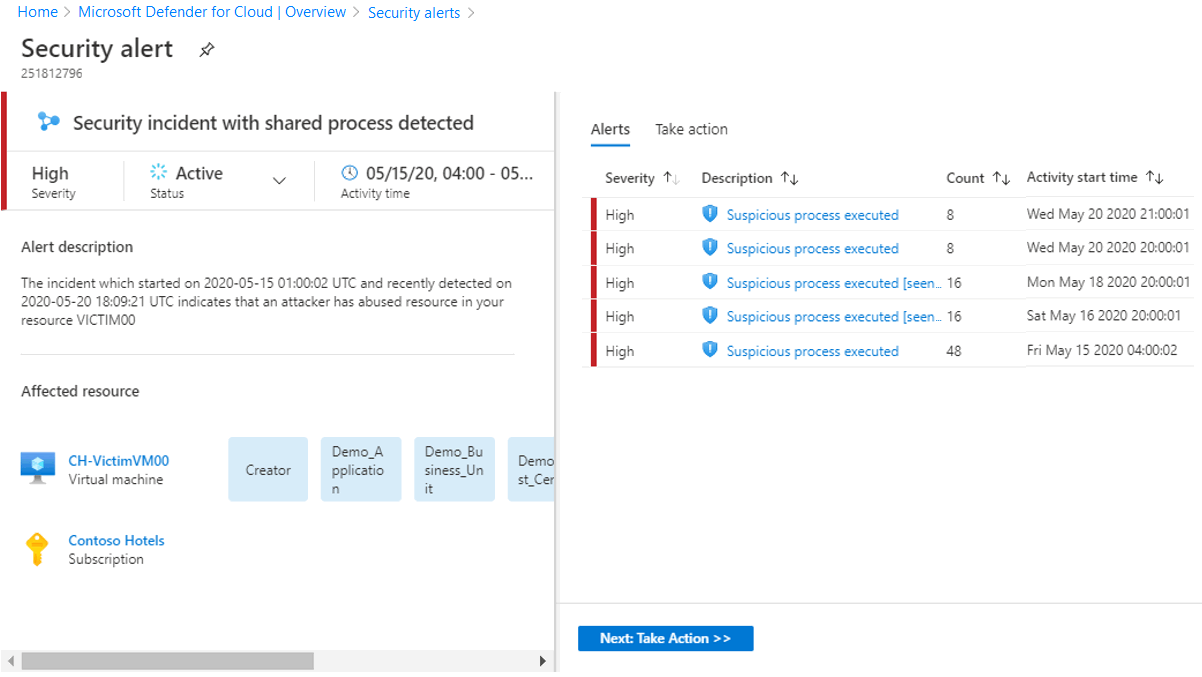 Home > Microsoft Defender for Cloud | Overview > Security alerts >
Security alert
251812796
Security incident with shared process detected
High
Severity
Active
Status
05/15/20, 04:00 - 05...
Activity time
Alert description
The incident which started on 2020-05-15 01:00:02 UTC and recently detected on
2020-05-20 18:09:21 UTC indicates that an attacker has abused resource in your
resource VICTIM00
Affected resource
CH-VictimVM00
Virtual machine
Creator
Demo_A
pplicatio
n
Demo_Bu
siness_Un
it
Demo
st_Cer
Contoso Hotels
Subscription
Alerts Take action
Severity Description Count Activity start time
High Suspicious process executed 8 Wed May 20 2020 21:00:01
High Suspicious process executed 8 Wed May 20 2020 20:00:01
High Suspicious process executed [seen... 16 Mon May 18 2020 20:00:01
High Suspicious process executed [seen... 16 Sat May 16 2020 20:00:01
High Suspicious process executed 48 Fri May 15 2020 04:00:02
Next: Take Action >>